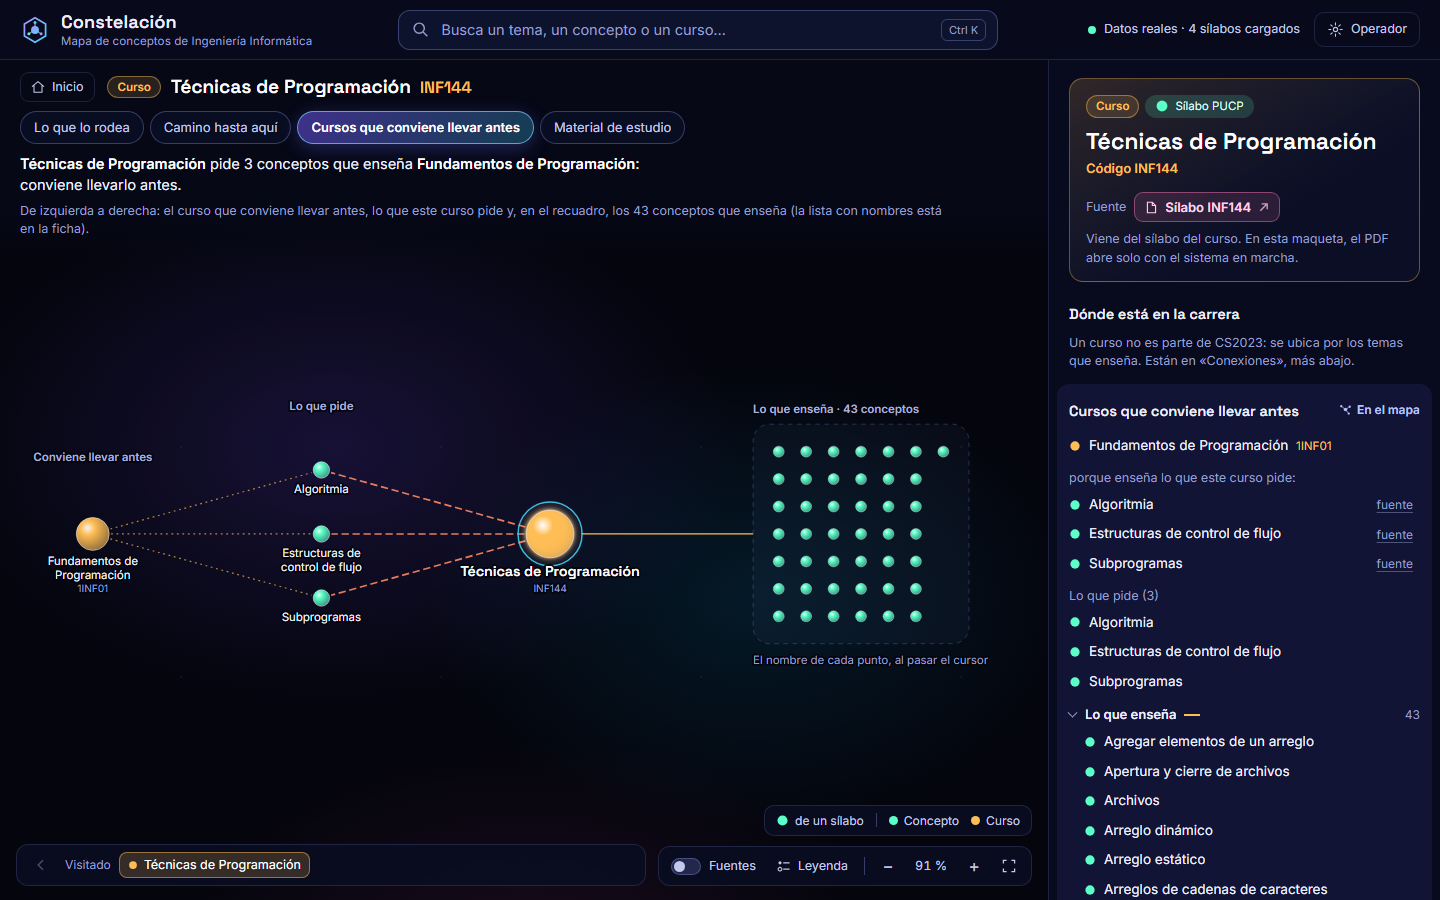 Constelación
Mapa de conceptos de Ingeniería Informática
Busca un tema, un concepto o un curso...
Ctrl K
Datos reales · 4 sílabos cargados
Operador
Inicio
Curso
Técnicas de Programación INF144
Lo que lo rodea
Camino hasta aquí
Cursos que conviene llevar antes
Material de estudio
Técnicas de Programación pide 3 conceptos que enseña Fundamentos de Programación:
conviene llevarlo antes.
De izquierda a derecha: el curso que conviene llevar antes, lo que este curso pide y, en el recuadro, los 43 conceptos que enseña (la lista con nombres está
en la ficha).
Lo que pide
Conviene llevar antes
Algoritmia
Estructuras de
control de flujo
Subprogramas
Fundamentos de
Programación
1INF01
Técnicas de Programación
INF144
Lo que enseña · 43 conceptos
El nombre de cada punto, al pasar el cursor
de un sílabo
Concepto
Curso
Visitado
Técnicas de Programación
Fuentes
Leyenda
−
91 %
+
Curso
Sílabo PUCP
Técnicas de Programación
Código INF144
Fuente
Sílabo INF144 ↗
Viene del sílabo del curso. En esta maqueta, el PDF
abre solo con el sistema en marcha.
Dónde está en la carrera
Un curso no es parte de CS2023: se ubica por los temas
que enseña. Están en «Conexiones», más abajo.
Cursos que conviene llevar antes
En el mapa
Fundamentos de Programación 1INF01
porque enseña lo que este curso pide:
Algoritmia fuente
Estructuras de control de flujo fuente
Subprogramas fuente
Lo que pide (3)
Algoritmia
Estructuras de control de flujo
Subprogramas
Lo que enseña 43
Agregar elementos de un arreglo
Apertura y cierre de archivos
Archivos
Arreglo dinámico
Arreglo estático
Arreglos de cadenas de caracteres